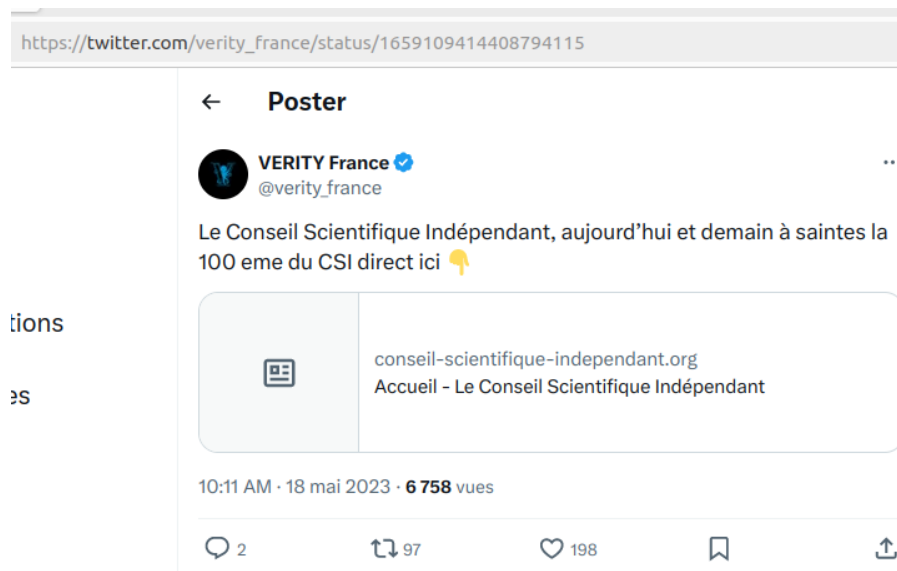 https://twitter.com/verity_france/status/1659109414408794115
Poster
VERITY France
@verity_france
Le Conseil Scientifique Indépendant, aujourd’hui et demain à saintes la
100 eme du CSI direct ici 👇
tions
es
conseil-scientifique-independant.org
Accueil - Le Conseil Scientifique Indépendant
10:11 AM · 18 mai 2023 · 6 758 vues
2 97 198